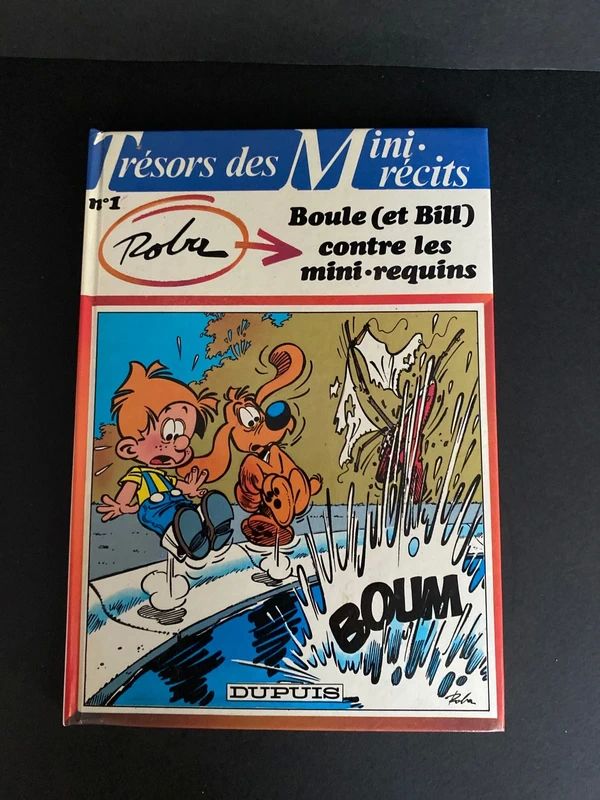 Trésors des Mini•
récits
n°1
Roba
Boule (et Bill)
contre les
mini•requins
BOUM
DUPUIS
Roba